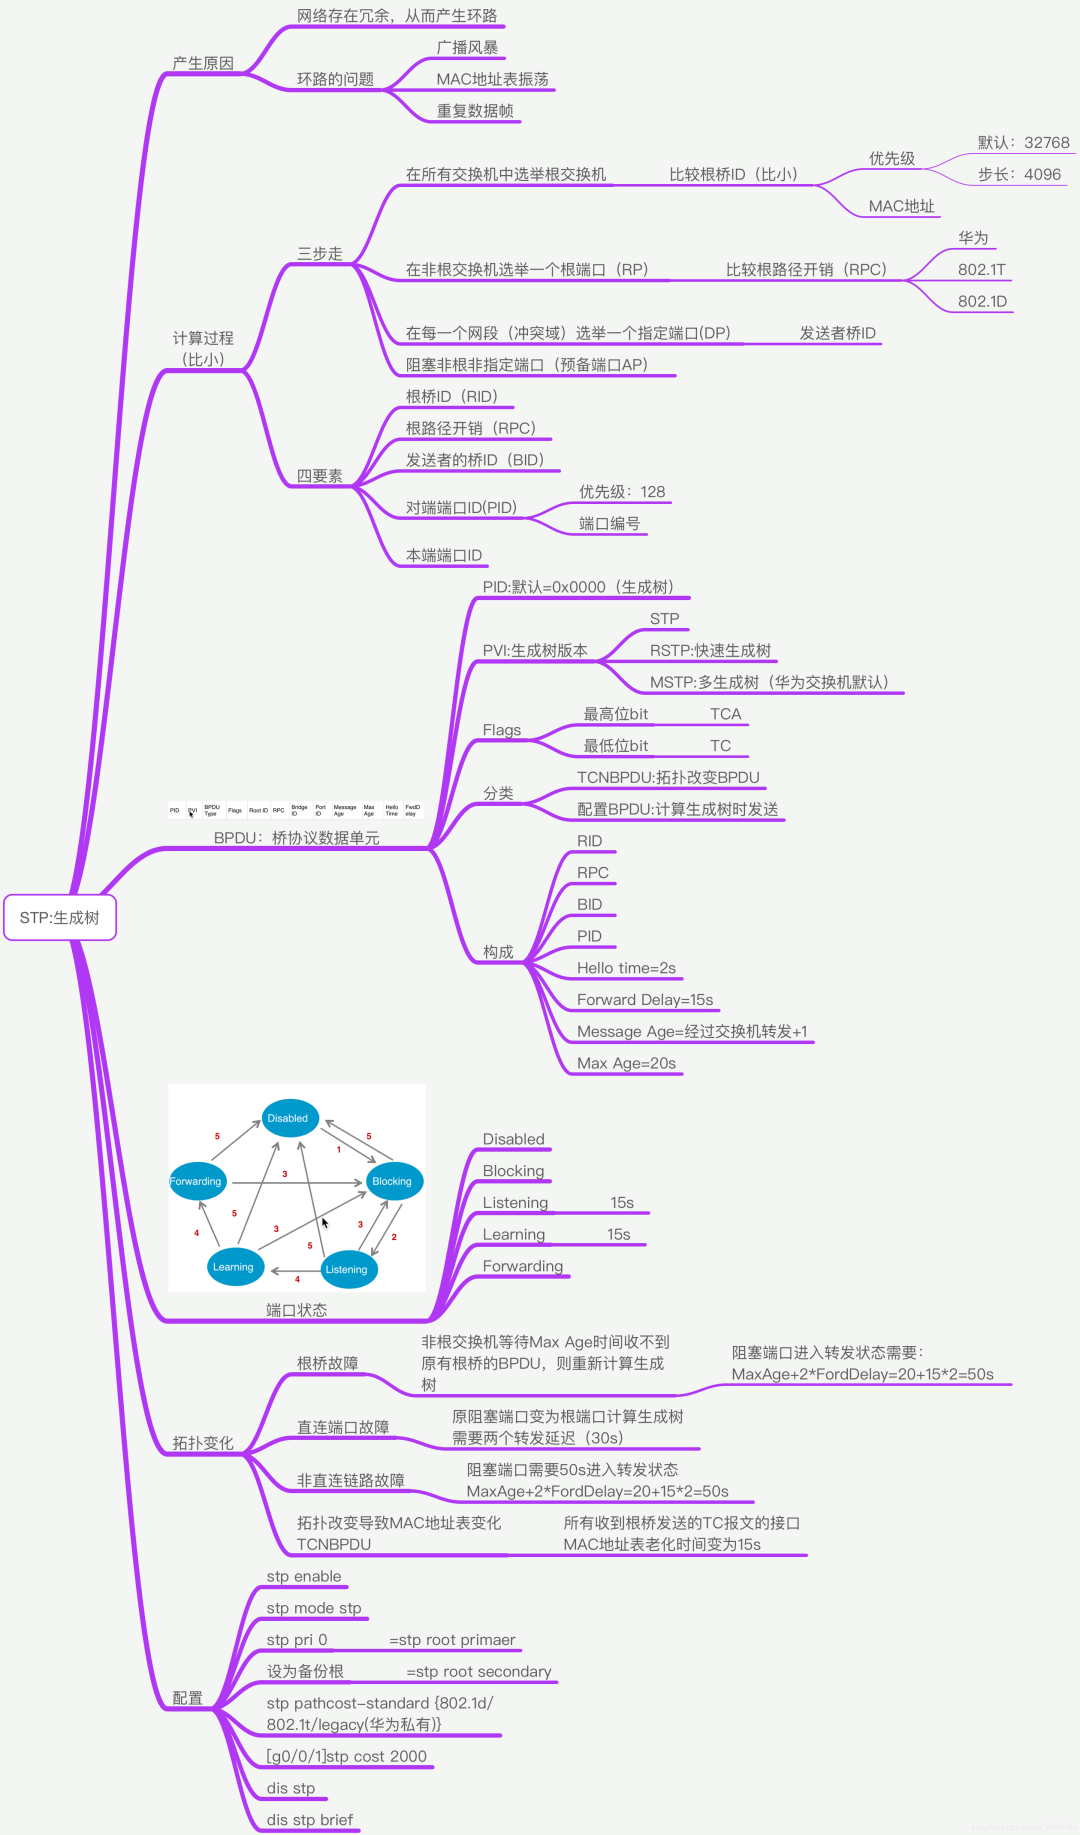 网络存在冗余，从而产生环路
产生原因
环路的问题
广播风暴
MAC地址表振荡
重复数据帧
计算过程
（比小）
三步走
在所有交换机中选举根交换机
比较根桥ID（比小）
优先级
默认：32768
步长：4096
MAC地址
在非根交换机选举一个根端口（RP）
比较根路径开销（RPC）
华为
802.1T
802.1D
在每一个网段（冲突域）选举一个指定端口(DP)
发送者桥ID
阻塞非根非指定端口（预备端口AP）
四要素
根桥ID（RID）
根路径开销（RPC）
发送者的桥ID（BID）
对端端口ID(PID)
优先级：128
端口编号
本端端口ID
STP:生成树
PID PVI BPDU Type Flags Root ID RPC Bridge ID Port ID Message Age Max Age Hello Time FwdD elay
BPDU：桥协议数据单元
PID:默认=0x0000（生成树）
PVI:生成树版本
STP
RSTP:快速生成树
MSTP:多生成树（华为交换机默认）
Flags
最高位bit
TCA
最低位bit
TC
分类
TCNBPDU:拓扑改变BPDU
配置BPDU:计算生成树时发送
构成
RID
RPC
BID
PID
Hello time=2s
Forward Delay=15s
Message Age=经过交换机转发+1
Max Age=20s
Disabled
5
5
1
Forwarding
3
Blocking
5
3
3
2
4
5
Learning
4
Listening
端口状态
Disabled
Blocking
Listening
15s
Learning
15s
Forwarding
拓扑变化
根桥故障
非根交换机等待Max Age时间收不到
原有根桥的BPDU，则重新计算生成
树
阻塞端口进入转发状态需要：
MaxAge+2*FordDelay=20+15*2=50s
直连端口故障
原阻塞端口变为根端口计算生成树
需要两个转发延迟（30s）
非直连链路故障
阻塞端口需要50s进入转发状态
MaxAge+2*FordDelay=20+15*2=50s
拓扑改变导致MAC地址表变化
TCNBPDU
所有收到根桥发送的TC报文的接口
MAC地址表老化时间变为15s
配置
stp enable
stp mode stp
stp pri 0
=stp root primaer
设为备份根
=stp root secondary
stp pathcost-standard {802.1d/
802.1t/legacy(华为私有)}
[g0/0/1]stp cost 2000
dis stp
dis stp brief